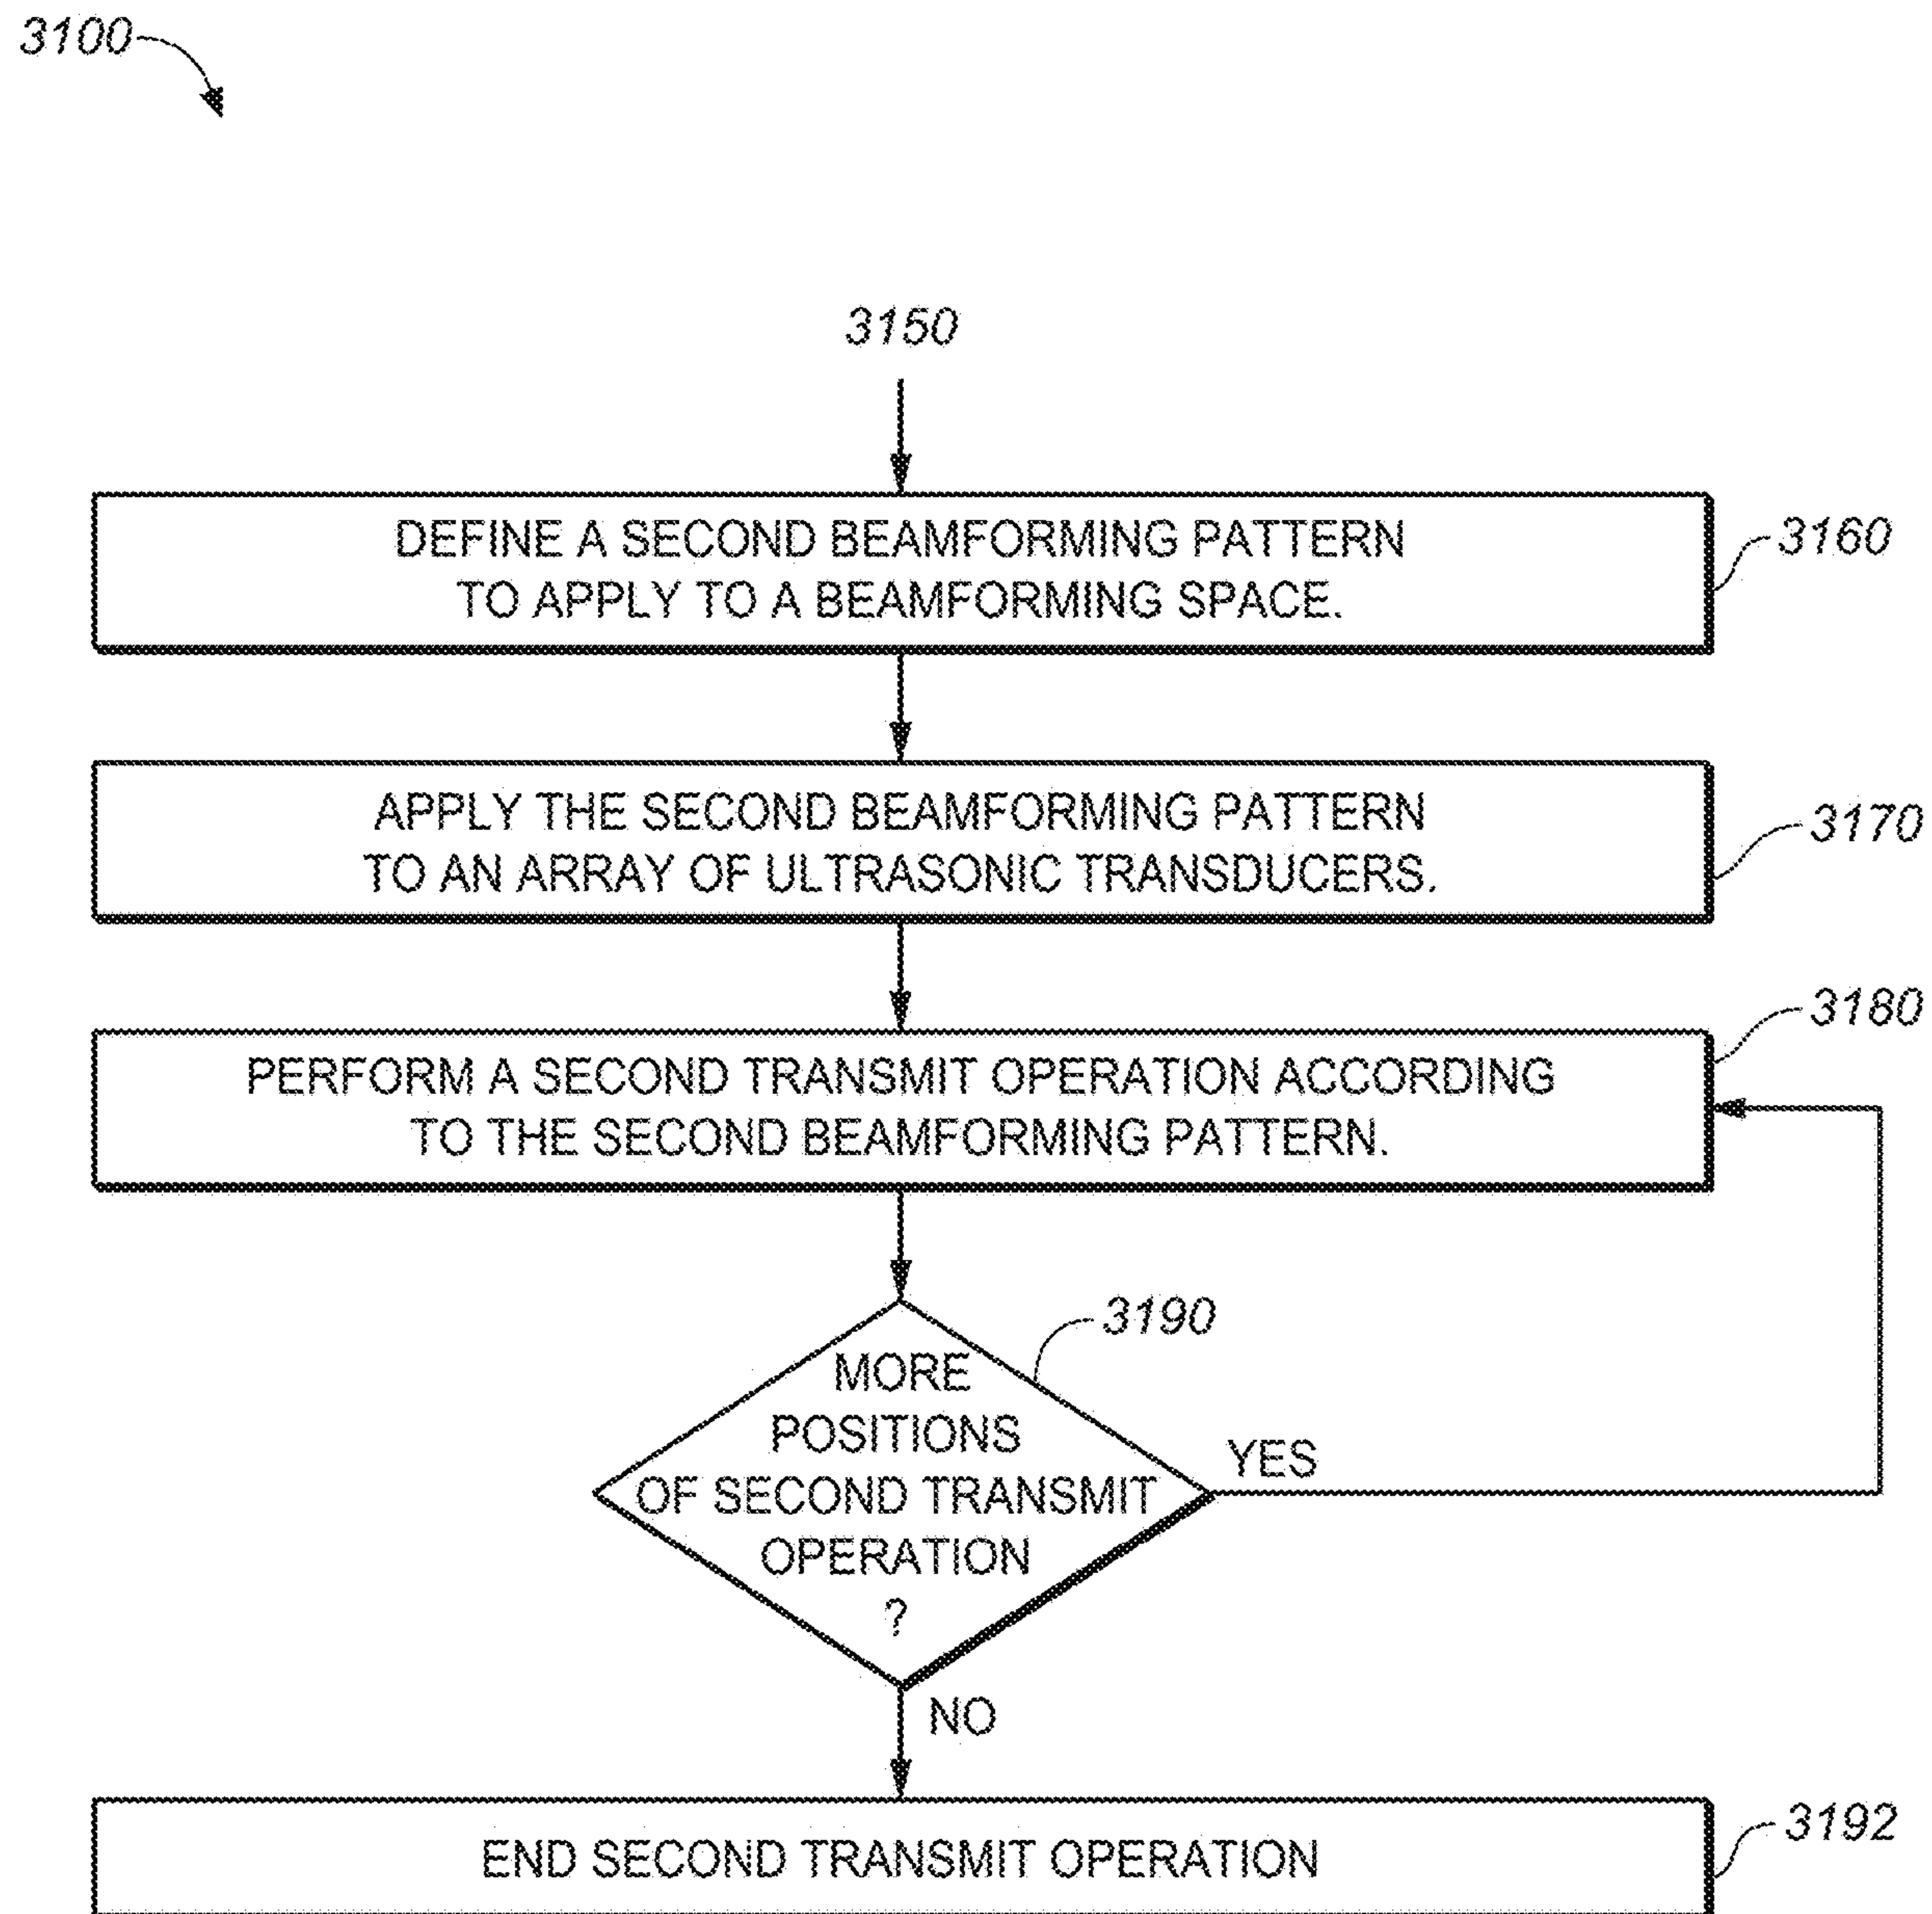 3100
3150
DEFINE A SECOND BEAMFORMING PATTERN
TO APPLY TO A BEAMFORMING SPACE.
3160
APPLY THE SECOND BEAMFORMING PATTERN
TO AN ARRAY OF ULTRASONIC TRANSDUCERS.
3170
PERFORM A SECOND TRANSMIT OPERATION ACCORDING
TO THE SECOND BEAMFORMING PATTERN.
3180
MORE
POSITIONS
OF SECOND TRANSMIT
OPERATION
?
3190
YES
NO
END SECOND TRANSMIT OPERATION
3192